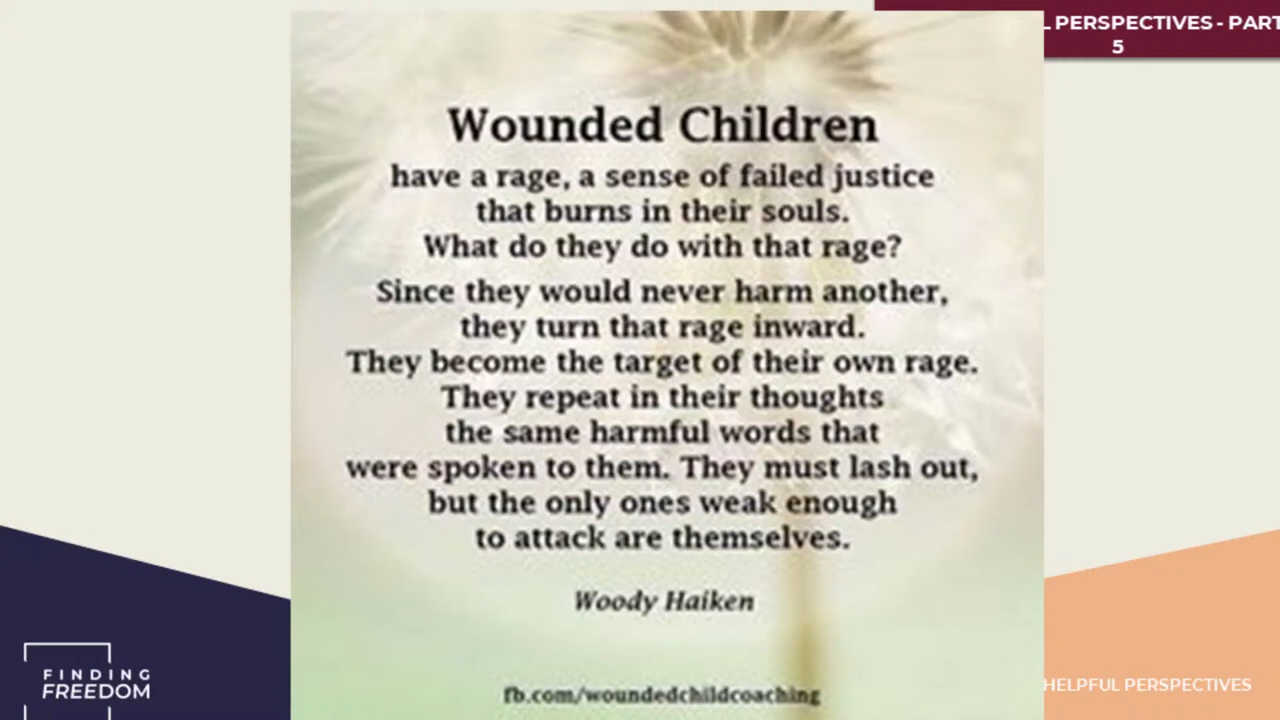 L PERSPECTIVES - PART
5
Wounded Children
have a rage, a sense of failed justice
that burns in their souls.
What do they do with that rage?
Since they would never harm another,
they turn that rage inward.
They become the target of their own rage.
They repeat in their thoughts
the same harmful words that
were spoken to them. They must lash out,
but the only ones weak enough
to attack are themselves.
Woody Haiken
fb.com/woundedchildcoaching
FINDING
FREEDOM
HELPFUL PERSPECTIVES